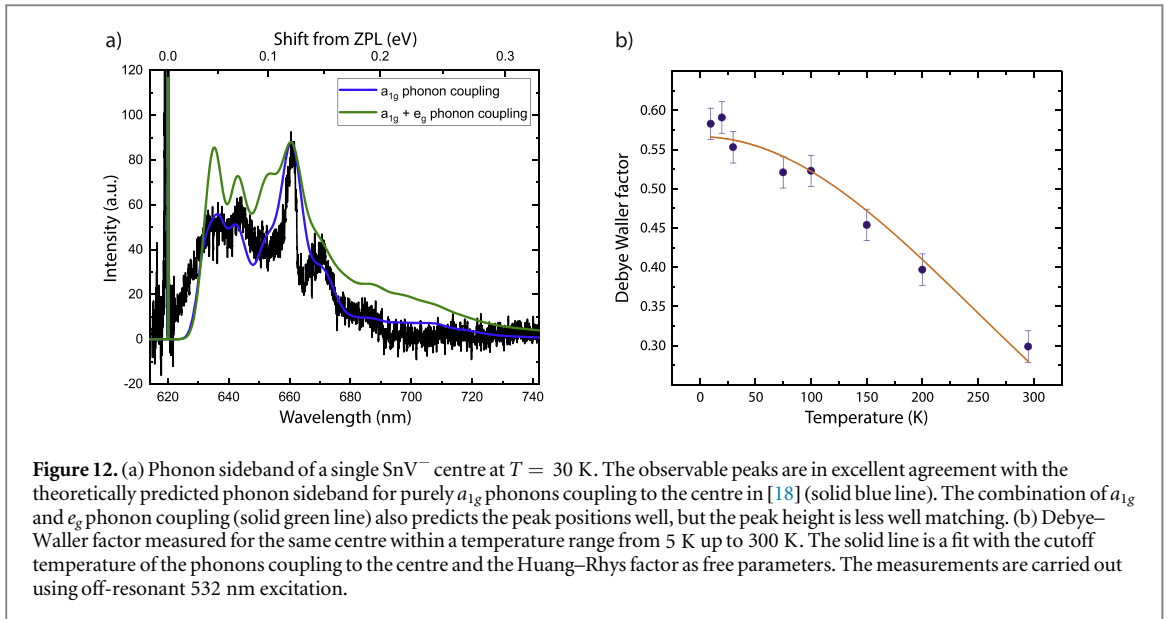 a)
Shift from ZPL (eV)
0.0 0.1 0.2 0.3
120
100
80
60
40
20
0
-20
Intensity (a.u.)
a1g phonon coupling
a1g + eg phonon coupling
620 640 660 680 700 720 740
Wavelength (nm)
b)
0.60
0.55
0.50
0.45
0.40
0.35
0.30
Debye Waller factor
0 50 100 150 200 250 300
Temperature (K)
Figure 12. (a) Phonon sideband of a single SnV− centre at T = 30 K. The observable peaks are in excellent agreement with the
theoretically predicted phonon sideband for purely a1g phonons coupling to the centre in [18] (solid blue line). The combination of a1g
and eg phonon coupling (solid green line) also predicts the peak positions well, but the peak height is less well matching. (b) Debye–
Waller factor measured for the same centre within a temperature range from 5 K up to 300 K. The solid line is a fit with the cutoff
temperature of the phonons coupling to the centre and the Huang–Rhys factor as free parameters. The measurements are carried out
using off-resonant 532 nm excitation.